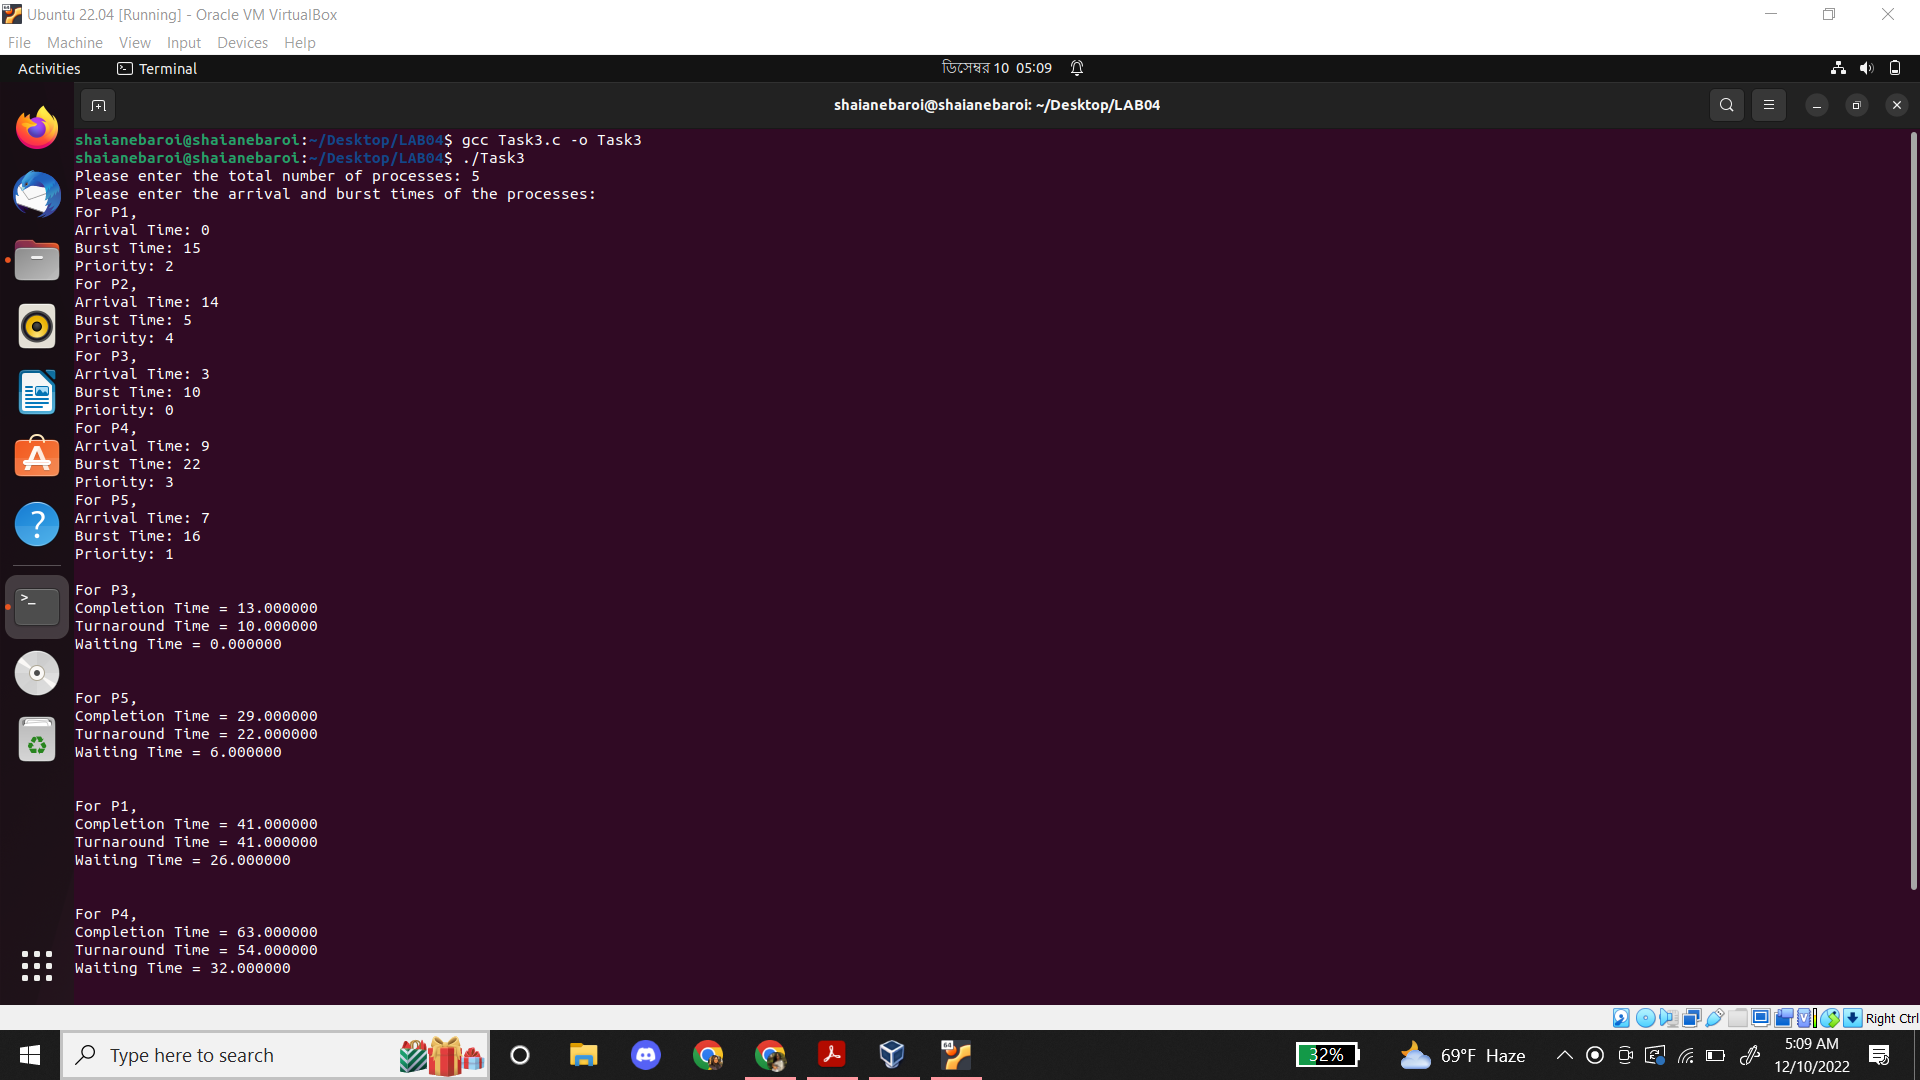 Ubuntu 22.04 [Running] - Oracle VM VirtualBox
File Machine View Input Devices Help
Activities Terminal ডিসেম্বর 10 05:09
shaianebaroi@shaianebaroi: ~/Desktop/LAB04
shaianebaroi@shaianebaroi:~/Desktop/LAB04$ gcc Task3.c -o Task3
shaianebaroi@shaianebaroi:~/Desktop/LAB04$ ./Task3
Please enter the total number of processes: 5
Please enter the arrival and burst times of the processes:
For P1,
Arrival Time: 0
Burst Time: 15
Priority: 2
For P2,
Arrival Time: 14
Burst Time: 5
Priority: 4
For P3,
Arrival Time: 3
Burst Time: 10
Priority: 0
For P4,
Arrival Time: 9
Burst Time: 22
Priority: 3
For P5,
Arrival Time: 7
Burst Time: 16
Priority: 1
For P3,
Completion Time = 13.000000
Turnaround Time = 10.000000
Waiting Time = 0.000000
For P5,
Completion Time = 29.000000
Turnaround Time = 22.000000
Waiting Time = 6.000000
For P1,
Completion Time = 41.000000
Turnaround Time = 41.000000
Waiting Time = 26.000000
For P4,
Completion Time = 63.000000
Turnaround Time = 54.000000
Waiting Time = 32.000000
Right Ctrl
Type here to search
64
32%
69°F Haze
5:09 AM
12/10/2022